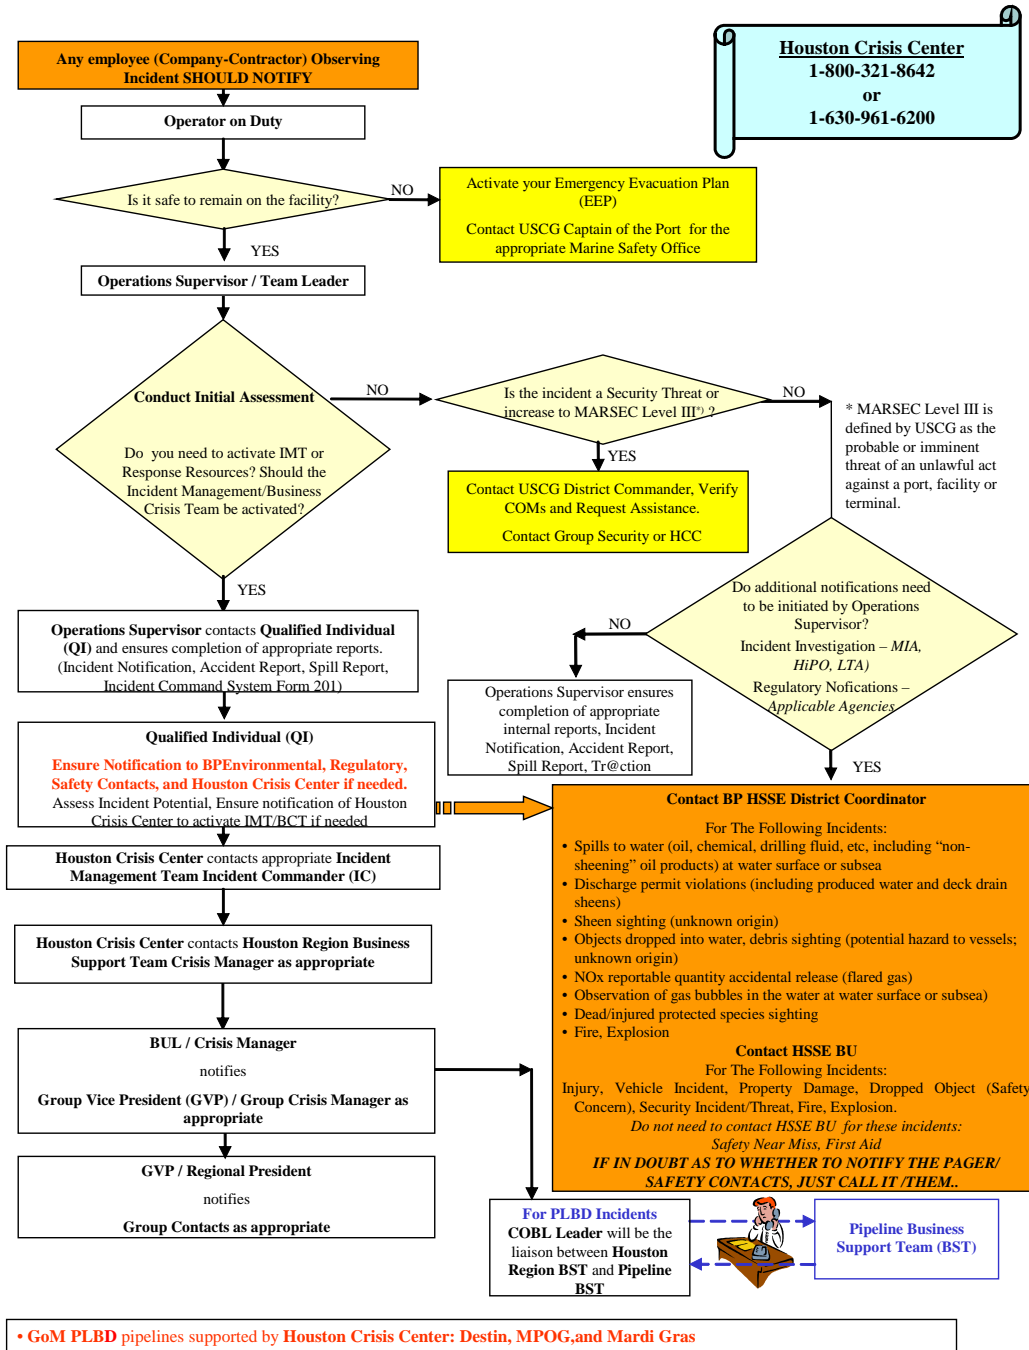 Houston Crisis Center
1-800-321-8642
or
1-630-961-6200
Any employee (Company-Contractor) Observing
Incident SHOULD NOTIFY
Operator on Duty
Is it safe to remain on the facility?
NO
Activate your Emergency Evacuation Plan
(EEP)
Contact USCG Captain of the Port for the
appropriate Marine Safety Office
YES
Operations Supervisor / Team Leader
Conduct Initial Assessment
Do you need to activate IMT or
Response Resources? Should the
Incident Management/Business
Crisis Team be activated?
NO
Is the incident a Security Threat or
increase to MARSEC Level III*) ?
NO
* MARSEC Level III is
defined by USCG as the
probable or imminent
threat of an unlawful act
against a port, facility or
terminal.
YES
Contact USCG District Commander, Verify
COMs and Request Assistance.
Contact Group Security or HCC
YES
Do additional notifications need
to be initiated by Operations
Supervisor?
Incident Investigation – MIA,
HiPO, LTA)
Regulatory Nofications –
Applicable Agencies
NO
Operations Supervisor ensures
completion of appropriate
internal reports, Incident
Notification, Accident Report,
Spill Report, Tr@ction
YES
Operations Supervisor contacts Qualified Individual
(QI) and ensures completion of appropriate reports.
(Incident Notification, Accident Report, Spill Report,
Incident Command System Form 201)
Qualified Individual (QI)
Ensure Notification to BPEnvironmental, Regulatory,
Safety Contacts, and Houston Crisis Center if needed.
Assess Incident Potential, Ensure notification of Houston
Crisis Center to activate IMT/BCT if needed
Houston Crisis Center contacts appropriate Incident
Management Team Incident Commander (IC)
Houston Crisis Center contacts Houston Region Business
Support Team Crisis Manager as appropriate
BUL / Crisis Manager
notifies
Group Vice President (GVP) / Group Crisis Manager as
appropriate
GVP / Regional President
notifies
Group Contacts as appropriate
Contact BP HSSE District Coordinator
For The Following Incidents:
• Spills to water (oil, chemical, drilling fluid, etc, including “non-
sheening” oil products) at water surface or subsea
• Discharge permit violations (including produced water and deck drain
sheens)
• Sheen sighting (unknown origin)
• Objects dropped into water, debris sighting (potential hazard to vessels;
unknown origin)
• NOx reportable quantity accidental release (flared gas)
• Observation of gas bubbles in the water at water surface or subsea)
• Dead/injured protected species sighting
• Fire, Explosion
Contact HSSE BU
For The Following Incidents:
Injury, Vehicle Incident, Property Damage, Dropped Object (Safety
Concern), Security Incident/Threat, Fire, Explosion.
Do not need to contact HSSE BU for these incidents:
Safety Near Miss, First Aid
IF IN DOUBT AS TO WHETHER TO NOTIFY THE PAGER/
SAFETY CONTACTS, JUST CALL IT /THEM..
For PLBD Incidents
COBL Leader will be the
liaison between Houston
Region BST and Pipeline
BST
Pipeline Business
Support Team (BST)
• GoM PLBD pipelines supported by Houston Crisis Center: Destin, MPOG,and Mardi Gras